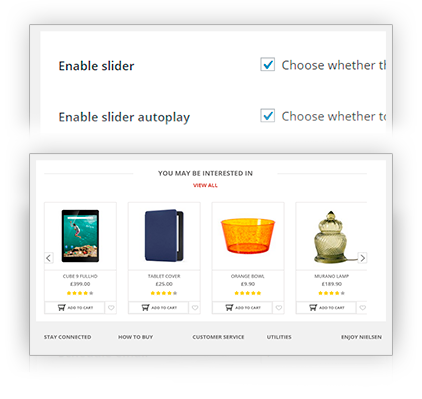 Enable slider
Choose whether th
Enable slider autoplay
Choose whether to
YOU MAY BE INTERESTED IN
VIEW ALL
CUBE 9 FULLHD TABLET COVER ORANGE BOWL MURANO LAMP
£399.00 £25.00 £9.90 £189.90
ADD TO CART ADD TO CART ADD TO CART ADD TO CART
STAY CONNECTED HOW TO BUY CUSTOMER SERVICE UTILITIES ENJOY NIELSEN